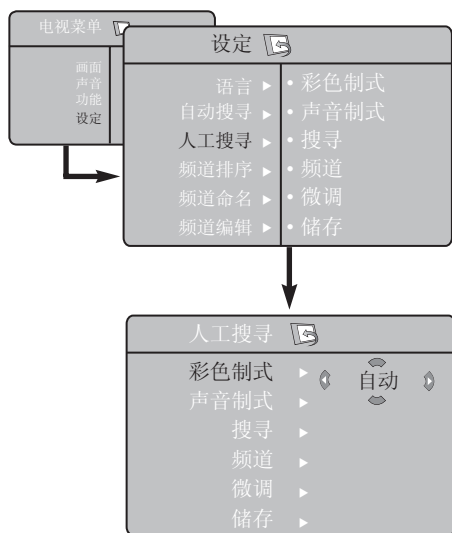 电视菜单
画面
声音
功能
设定
设定
语言 ▶ • 彩色制式
自动搜寻 ▶ • 声音制式
人工搜寻 ▶ • 搜寻
频道排序 ▶ • 频道
频道命名 ▶ • 微调
频道编辑 ▶ • 储存
人工搜寻
彩色制式 ▶ 自动
声音制式 ▶
搜寻 ▶
频道 ▶
微调 ▶
储存 ▶